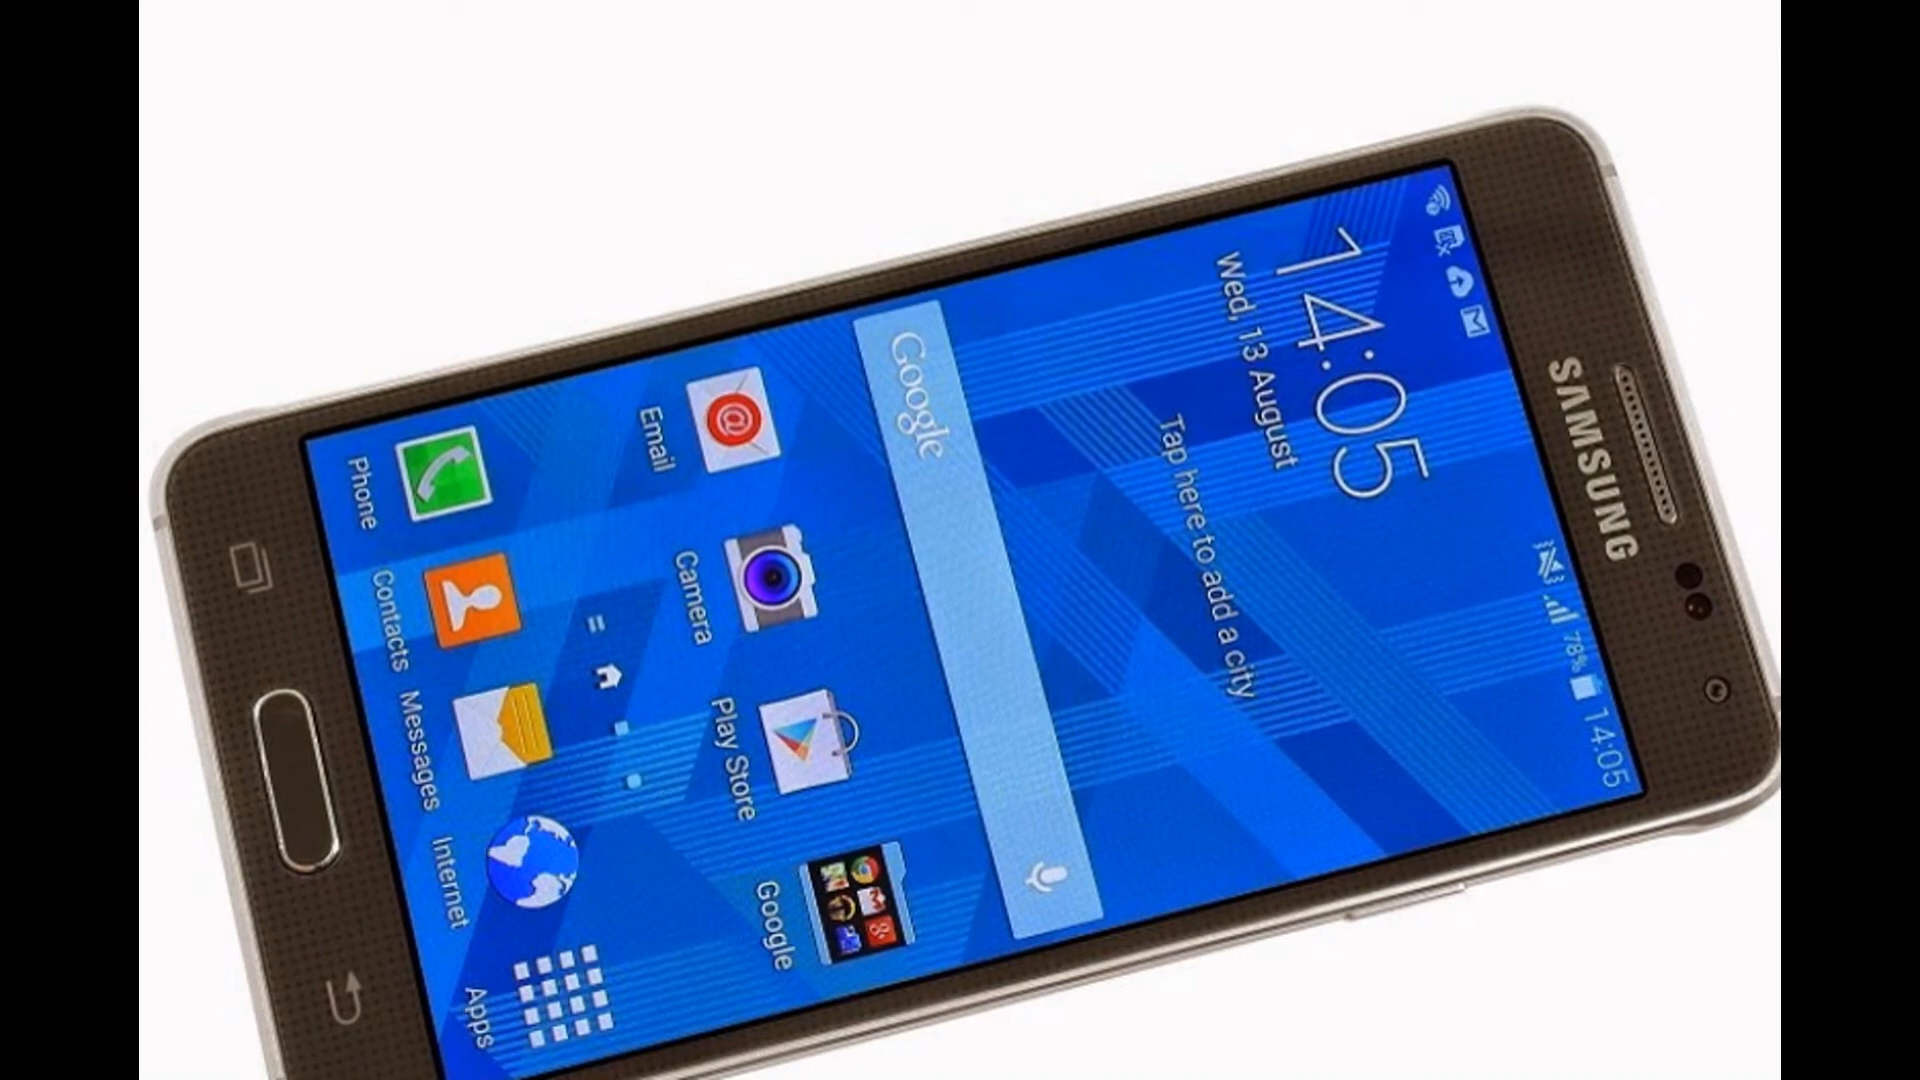 SAMSUNG
78% 14:05
14:05
Wed, 13 August
Tap here to add a city
Google
Email
Camera
Play Store
Google
Phone
Contacts
Messages
Internet
Apps